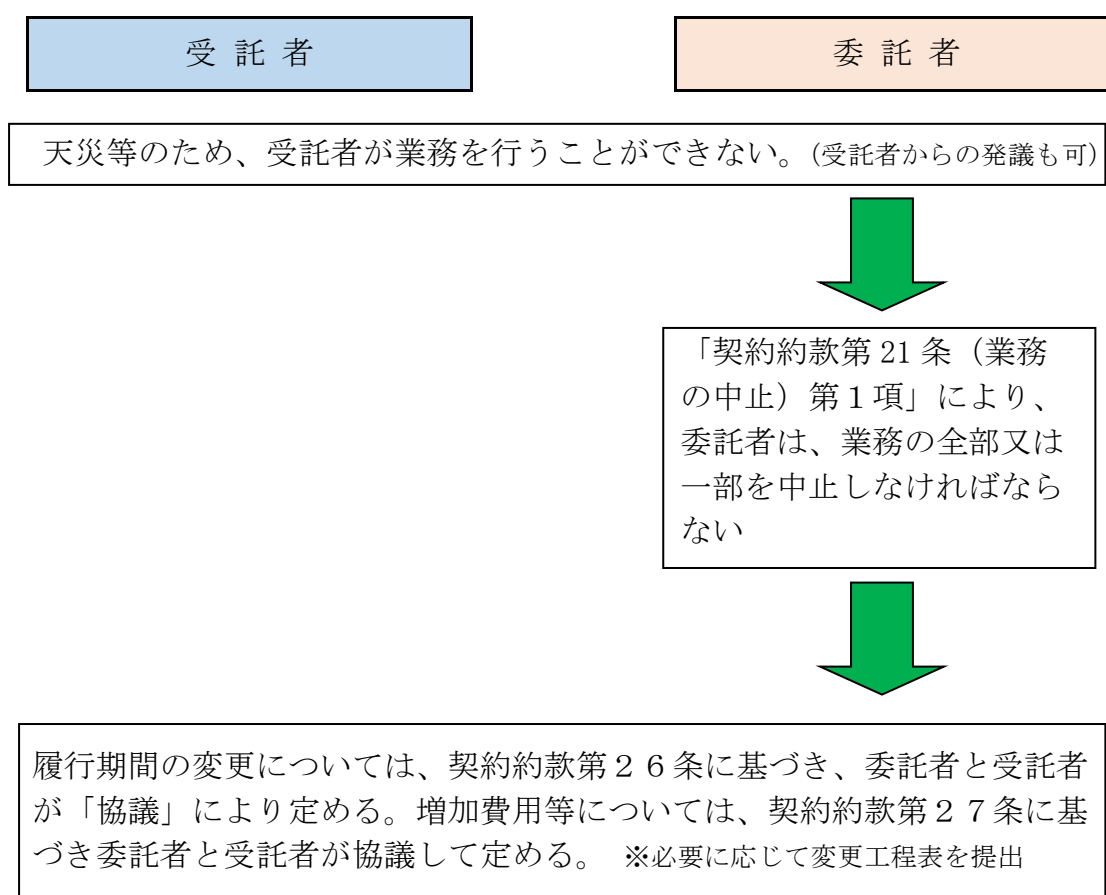 受 託 者
委 託 者
天災等のため、受託者が業務を行うことができない。(受託者からの発議も可)
「契約約款第 21 条（業務
の中止）第１項」により、
委託者は、業務の全部又は
一部を中止しなければなら
ない
履行期間の変更については、契約約款第２６条に基づき、委託者と受託者
が「協議」により定める。増加費用等については、契約約款第２７条に基
づき委託者と受託者が協議して定める。 ※必要に応じて変更工程表を提出